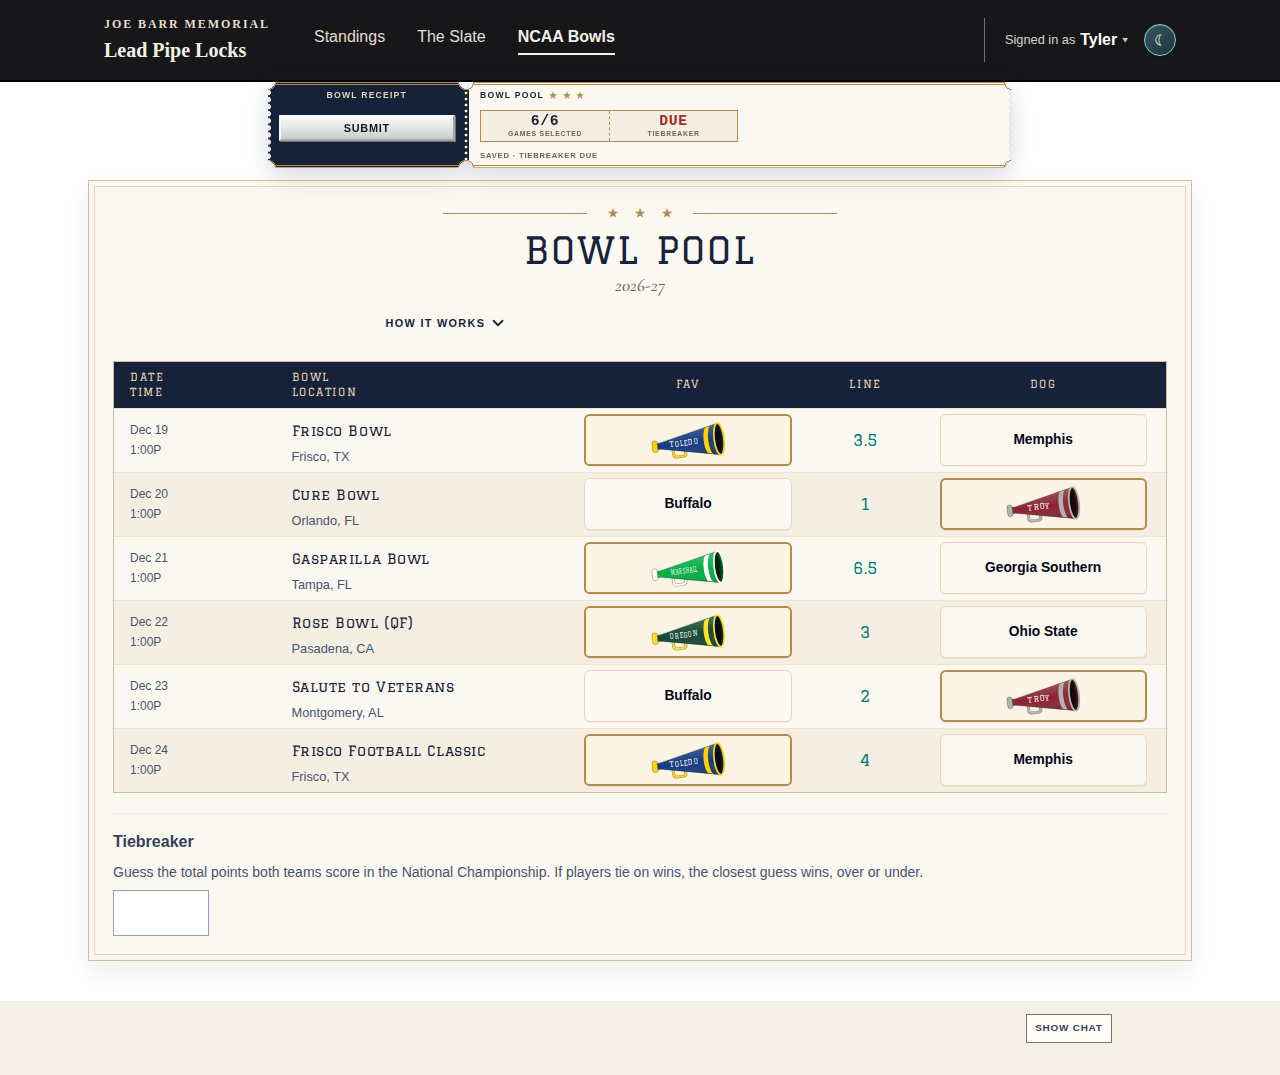 JOE BARR MEMORIAL
Lead Pipe Locks
Standings The Slate NCAA Bowls
Signed in as Tyler ▾
BOWL RECEIPT
SUBMIT
BOWL POOL ★ ★ ★
6/6 DUE
GAMES SELECTED TIEBREAKER
SAVED · TIEBREAKER DUE
★ ★ ★
BOWL POOL
2026-27
HOW IT WORKS
DATE TIME BOWL LOCATION FAV LINE DOG
Dec 19 1:00P Frisco Bowl Frisco, TX TOLEDO 3.5 Memphis
Dec 20 1:00P Cure Bowl Orlando, FL Buffalo 1 TROY
Dec 21 1:00P Gasparilla Bowl Tampa, FL MARSHALL 6.5 Georgia Southern
Dec 22 1:00P Rose Bowl (QF) Pasadena, CA OREGON 3 Ohio State
Dec 23 1:00P Salute to Veterans Montgomery, AL Buffalo 2 TROY
Dec 24 1:00P Frisco Football Classic Frisco, TX TOLEDO 4 Memphis
Tiebreaker
Guess the total points both teams score in the National Championship. If players tie on wins, the closest guess wins, over or under.
SHOW CHAT